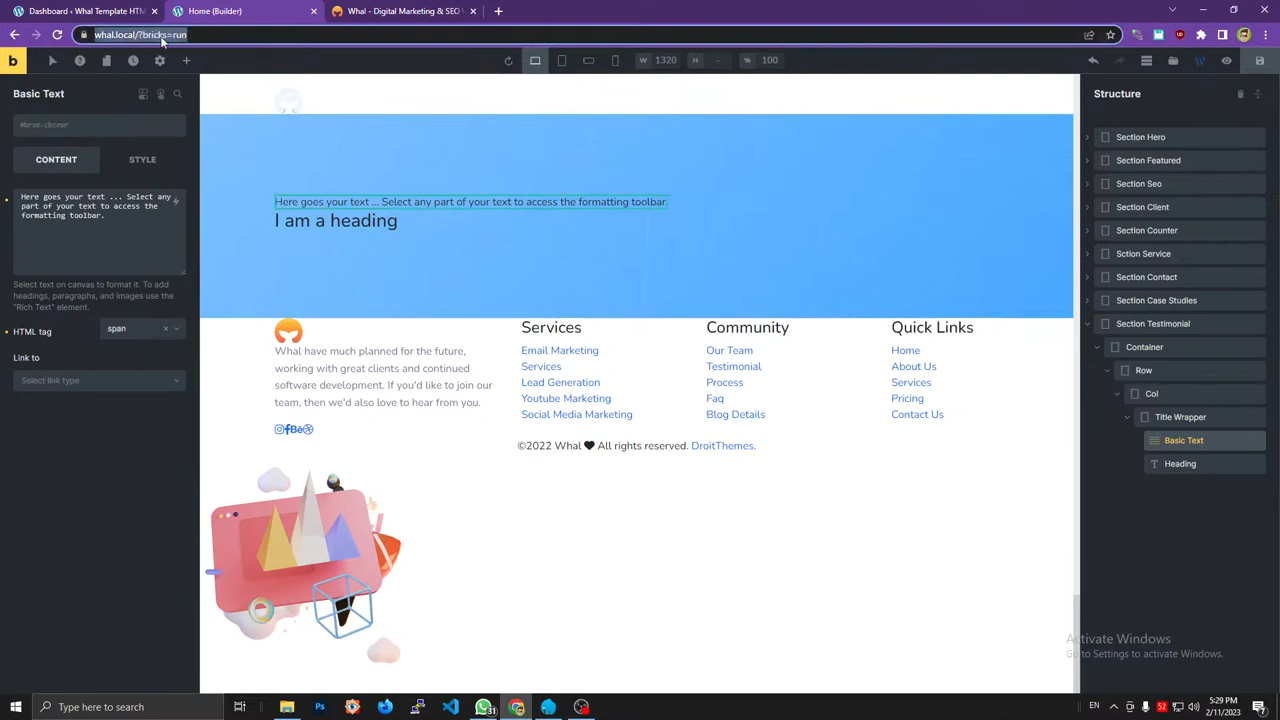 Dashboard ‹ Whal Template HTM
Home (Builder)
Whal - Digital Marketing & SEO
whal.local/?bricks=run
b
W 1320 H - % 100
Basic Text
#brxe-cbzewr
CONTENT
STYLE
Here goes your text ... Select any
part of your text to access the
formatting toolbar.
Select text on canvas to format it. To add
headings, paragraphs, and images use the
"Rich Text" element.
HTML tag
span
Link to
Select link type
Here goes your text ... Select any part of your text to access the formatting toolbar.
I am a heading
Whal have much planned for the future,
working with great clients and continued
software development. If you'd like to join our
team, then we'd also love to hear from you.
Services
Email Marketing
Services
Lead Generation
Youtube Marketing
Social Media Marketing
Community
Our Team
Testimonial
Process
Faq
Blog Details
Quick Links
Home
About Us
Services
Pricing
Contact Us
©2022 Whal ❤ All rights reserved. DroitThemes.
Structure
Section Hero
Section Featured
Section Seo
Section Client
Section Counter
Sction Service
Section Contact
Section Case Studies
Section Testimonial
Container
Row
Col
Title Wrapper
Basic Text
Heading
Activate Windows
Go to Settings to activate Windows.
Type here to search
31
EN
52
5:29 PM
2/11/2023